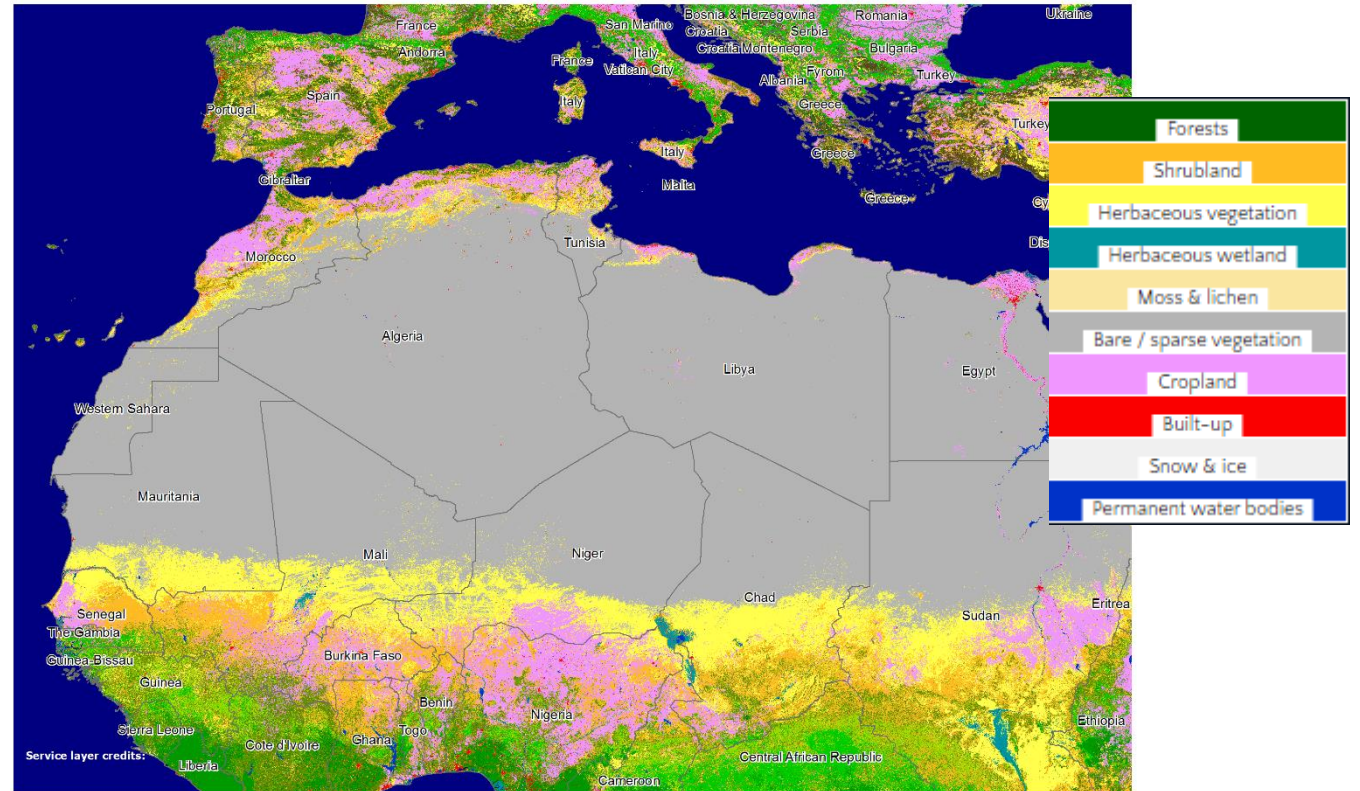 France
San Marino
Bosnia & Herzegovina
Romania
Ukraine
Croatia
Serbia
Andorra
France
Italy
Croatia
Montenegro
Bulgaria
Vatican City
Albania
Fyrom
Turkey
Portugal
Spain
Italy
Greece
Turkey
Italy
Greece
Gibraltar
Malta
Greece
Cy
Tunisia
Dis
Morocco
Algeria
Libya
Egypt
Western Sahara
Mauritania
Mali
Niger
Chad
Senegal
Sudan
Eritrea
The Gambia
Guinea-Bissau
Burkina Faso
Guinea
Benin
Nigeria
Sierra Leone
Togo
Ethiopia
Cote d'Ivoire
Ghana
Service layer credits:
Liberia
Central African Republic
Cameroon
Forests
Shrubland
Herbaceous vegetation
Herbaceous wetland
Moss & lichen
Bare / sparse vegetation
Cropland
Built-up
Snow & ice
Permanent water bodies